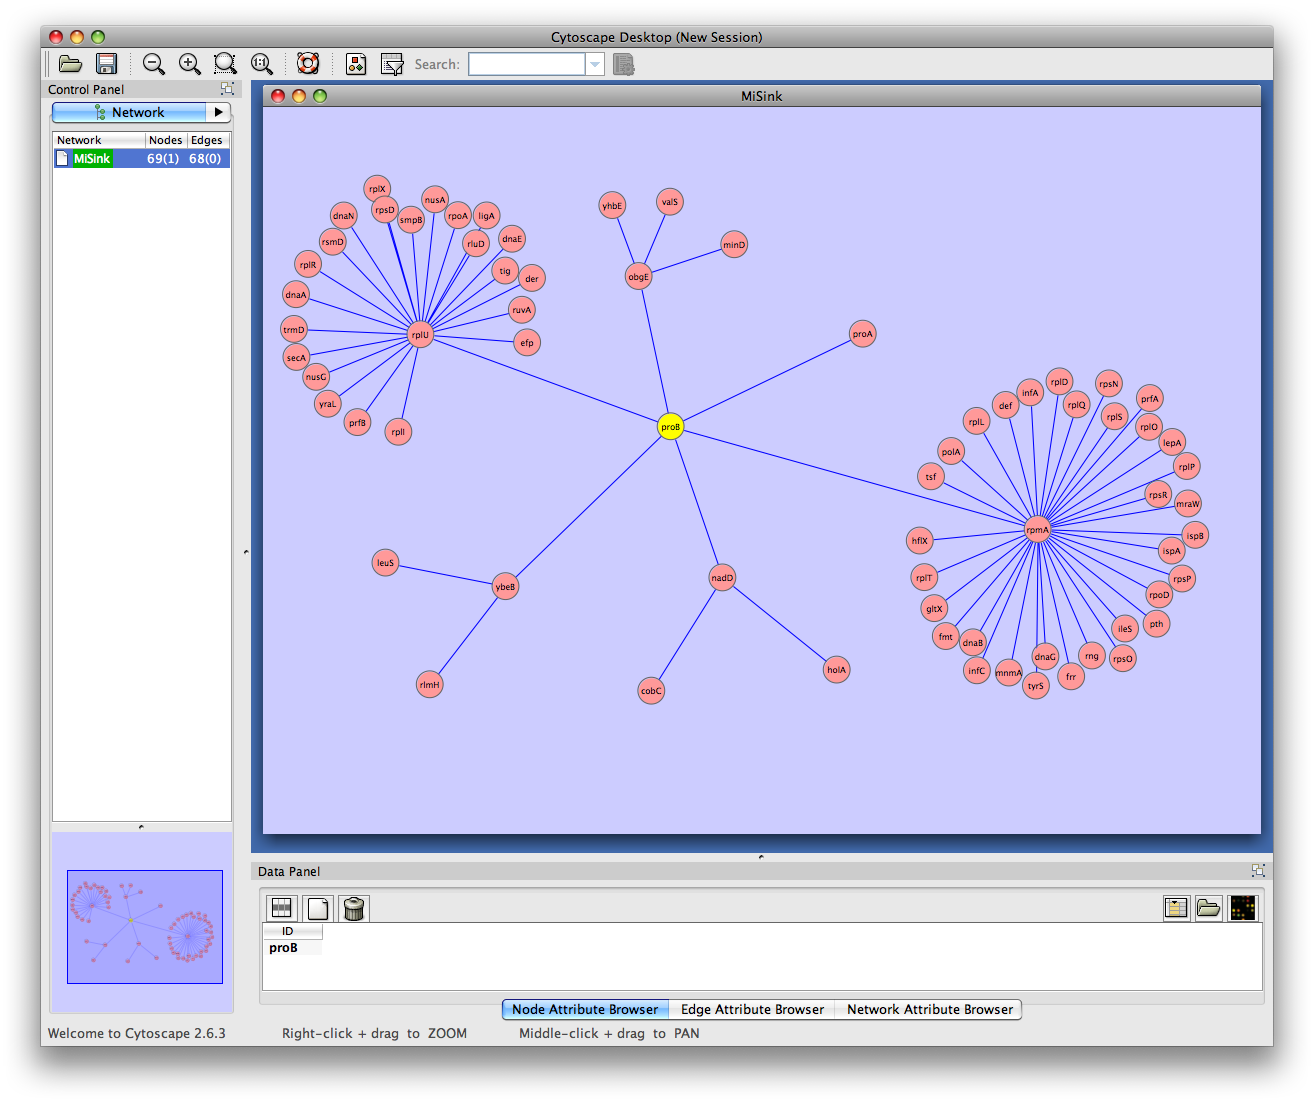 Cytoscape Desktop (New Session)
1:1
Search:
Control Panel
Network
Network Nodes Edges
MiSink 69(1) 68(0)
MiSink
rplX
rpsD
nusA
dnaN
smpB
rpoA
ligA
rsmD
rluD
dnaE
rplR
tig
der
dnaA
ruvA
trmD
rplU
efp
secA
nusG
yraL
prfB
rplI
yhbE
valS
minD
obgE
proA
proB
leuS
ybeB
nadD
rlmH
cobC
holA
rplD
rpsN
infA
def
rplQ
prfA
rplL
rplS
rplO
polA
lepA
tsf
rplP
rpsR
mraW
hflX
rpmA
ispB
ispA
rplT
rpsP
gltX
rpoD
fmt
dnaB
ileS
pth
infC
mnmA
dnaG
rng
rpsO
tyrS
frr
Data Panel
ID
proB
Node Attribute Browser Edge Attribute Browser Network Attribute Browser
Welcome to Cytoscape 2.6.3 Right-click + drag to ZOOM Middle-click + drag to PAN